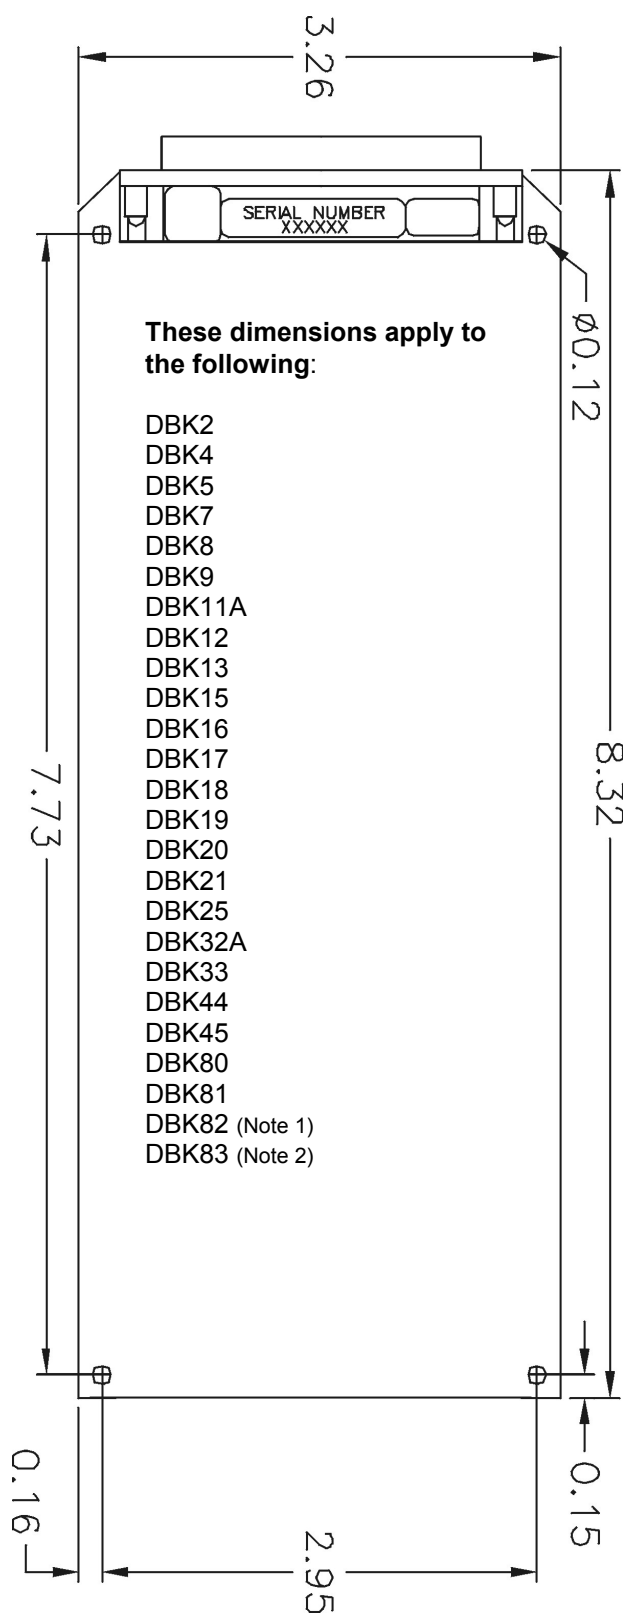 3.26
SERIAL NUMBER
XXXXXX
Ø0.12
These dimensions apply to
the following:
DBK2
DBK4
DBK5
DBK7
DBK8
DBK9
DBK11A
DBK12
DBK13
DBK15
DBK16
DBK17
DBK18
DBK19
DBK20
DBK21
DBK25
DBK32A
DBK33
DBK44
DBK45
DBK80
DBK81
DBK82 (Note 1)
DBK83 (Note 2)
8.32
7.73
0.15
0.16
2.95